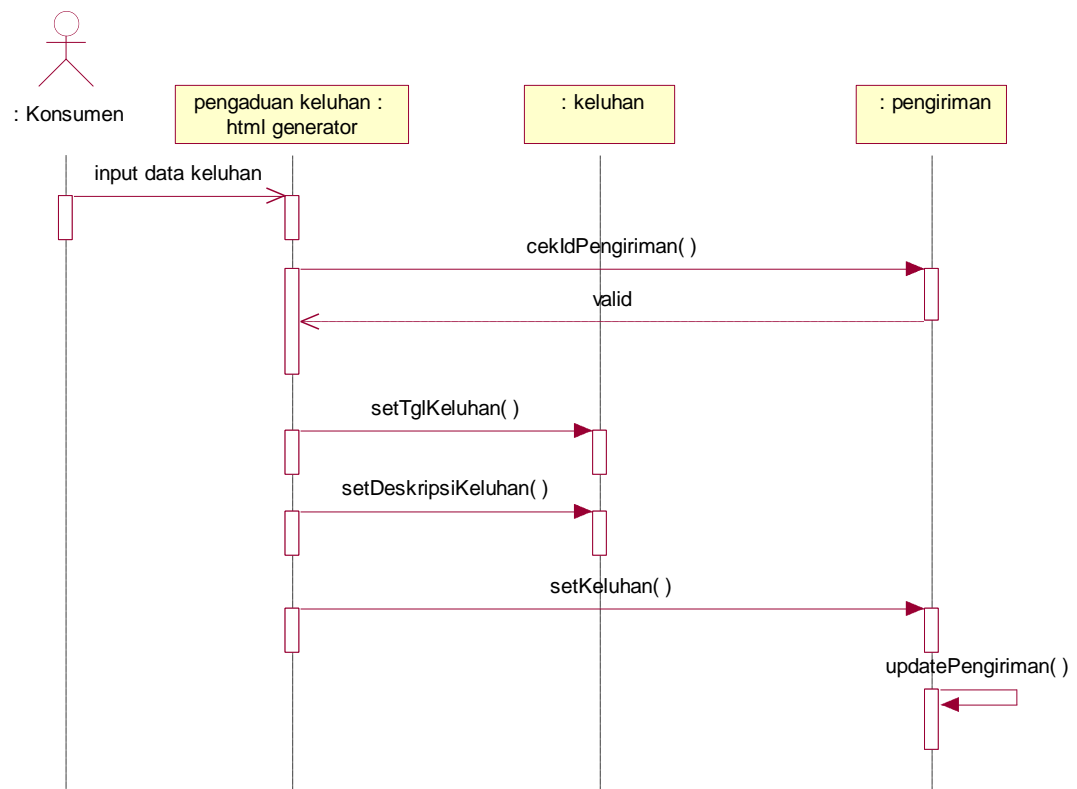 : Konsumen
pengaduan keluhan :
html generator
: keluhan
: pengiriman
input data keluhan
cekIdPengiriman( )
valid
setTglKeluhan( )
setDeskripsiKeluhan( )
setKeluhan( )
updatePengiriman( )